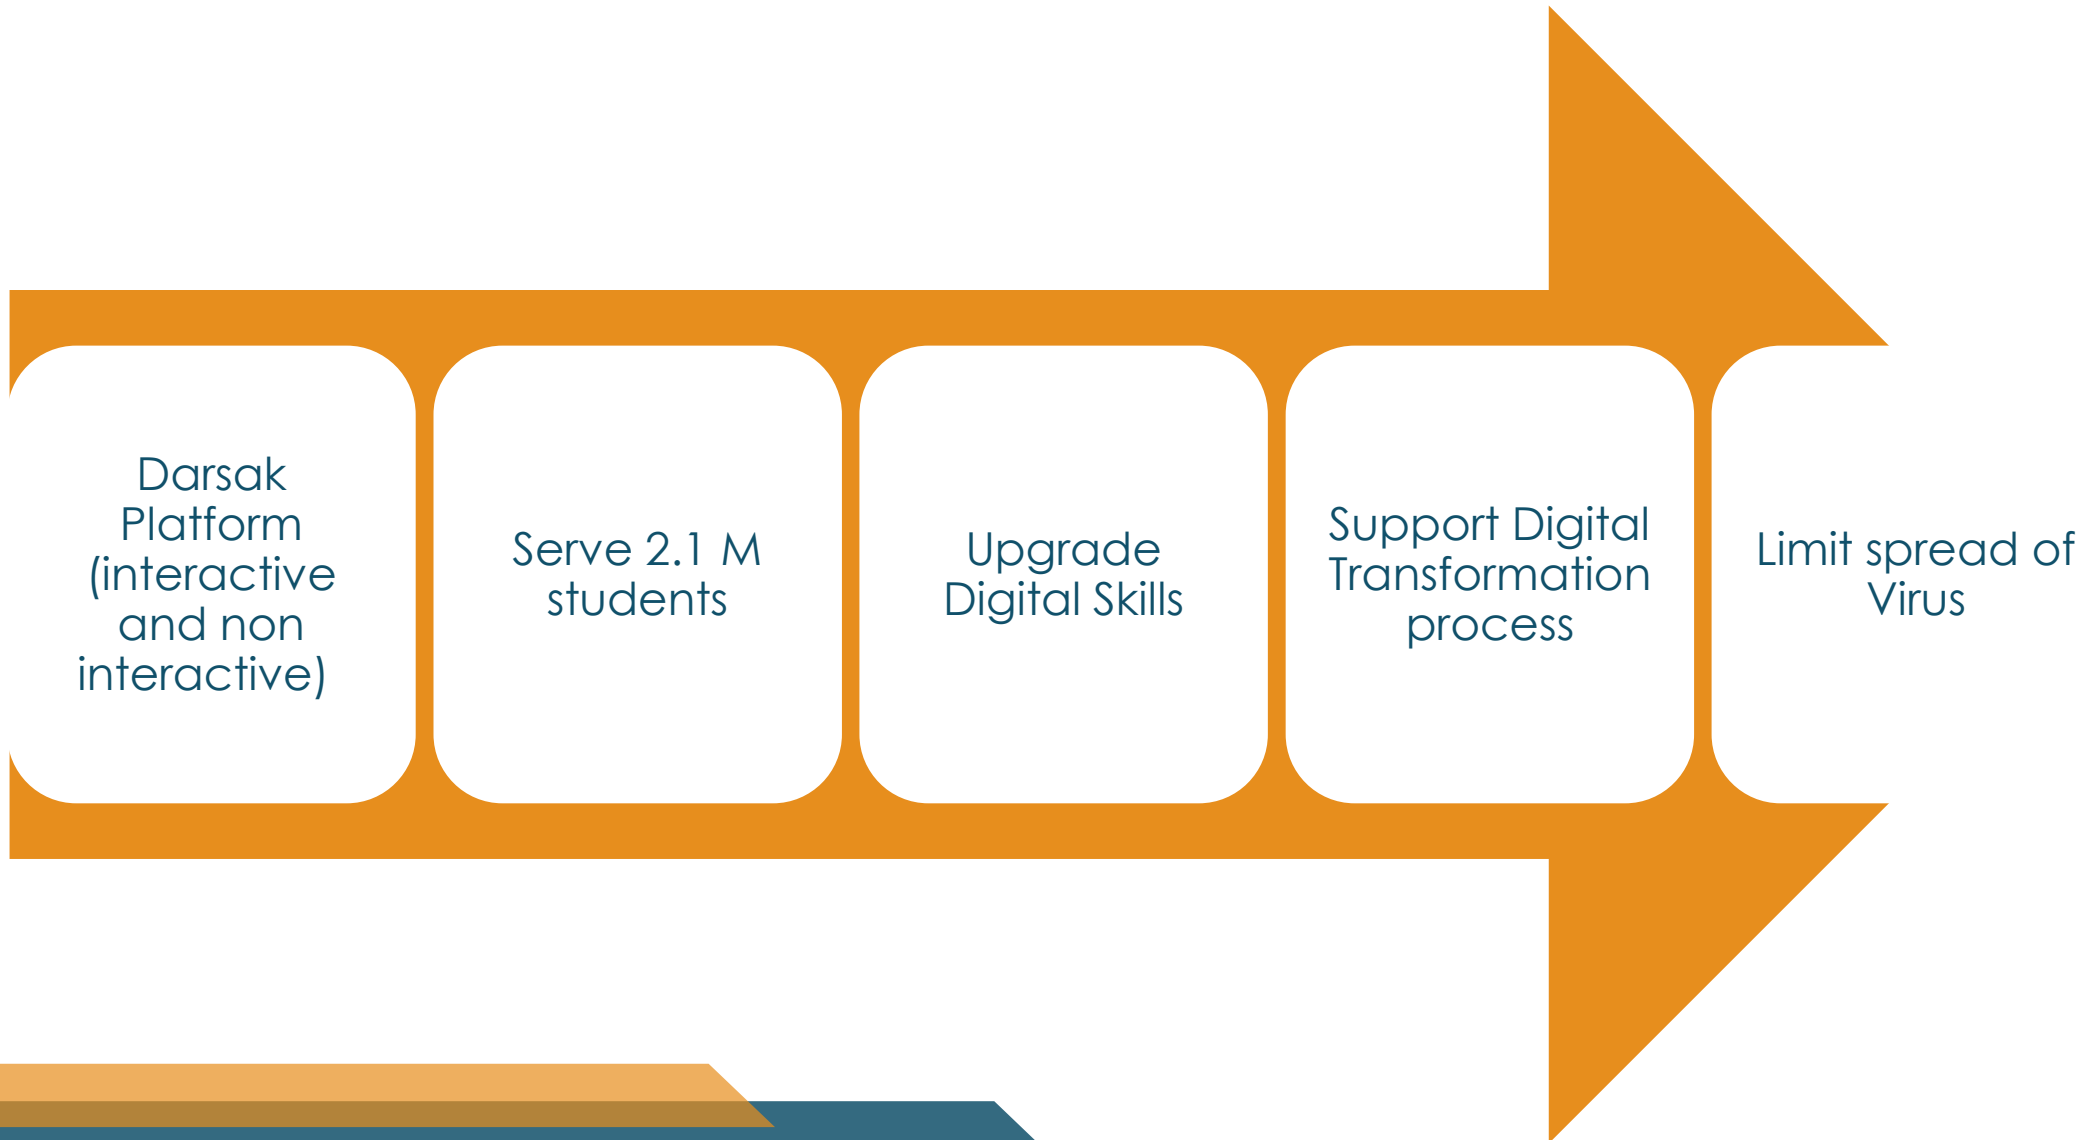 Darsak
Platform
(interactive
and non
interactive)
Serve 2.1 M
students
Upgrade
Digital Skills
Support Digital
Transformation
process
Limit spread of
Virus